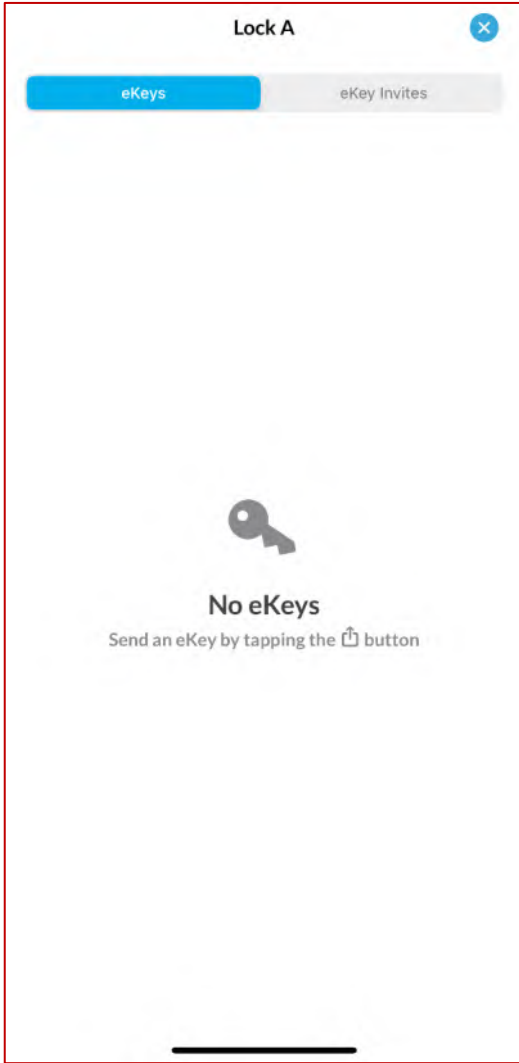 Lock A
eKeys
eKey Invites
No eKeys
Send an eKey by tapping the button